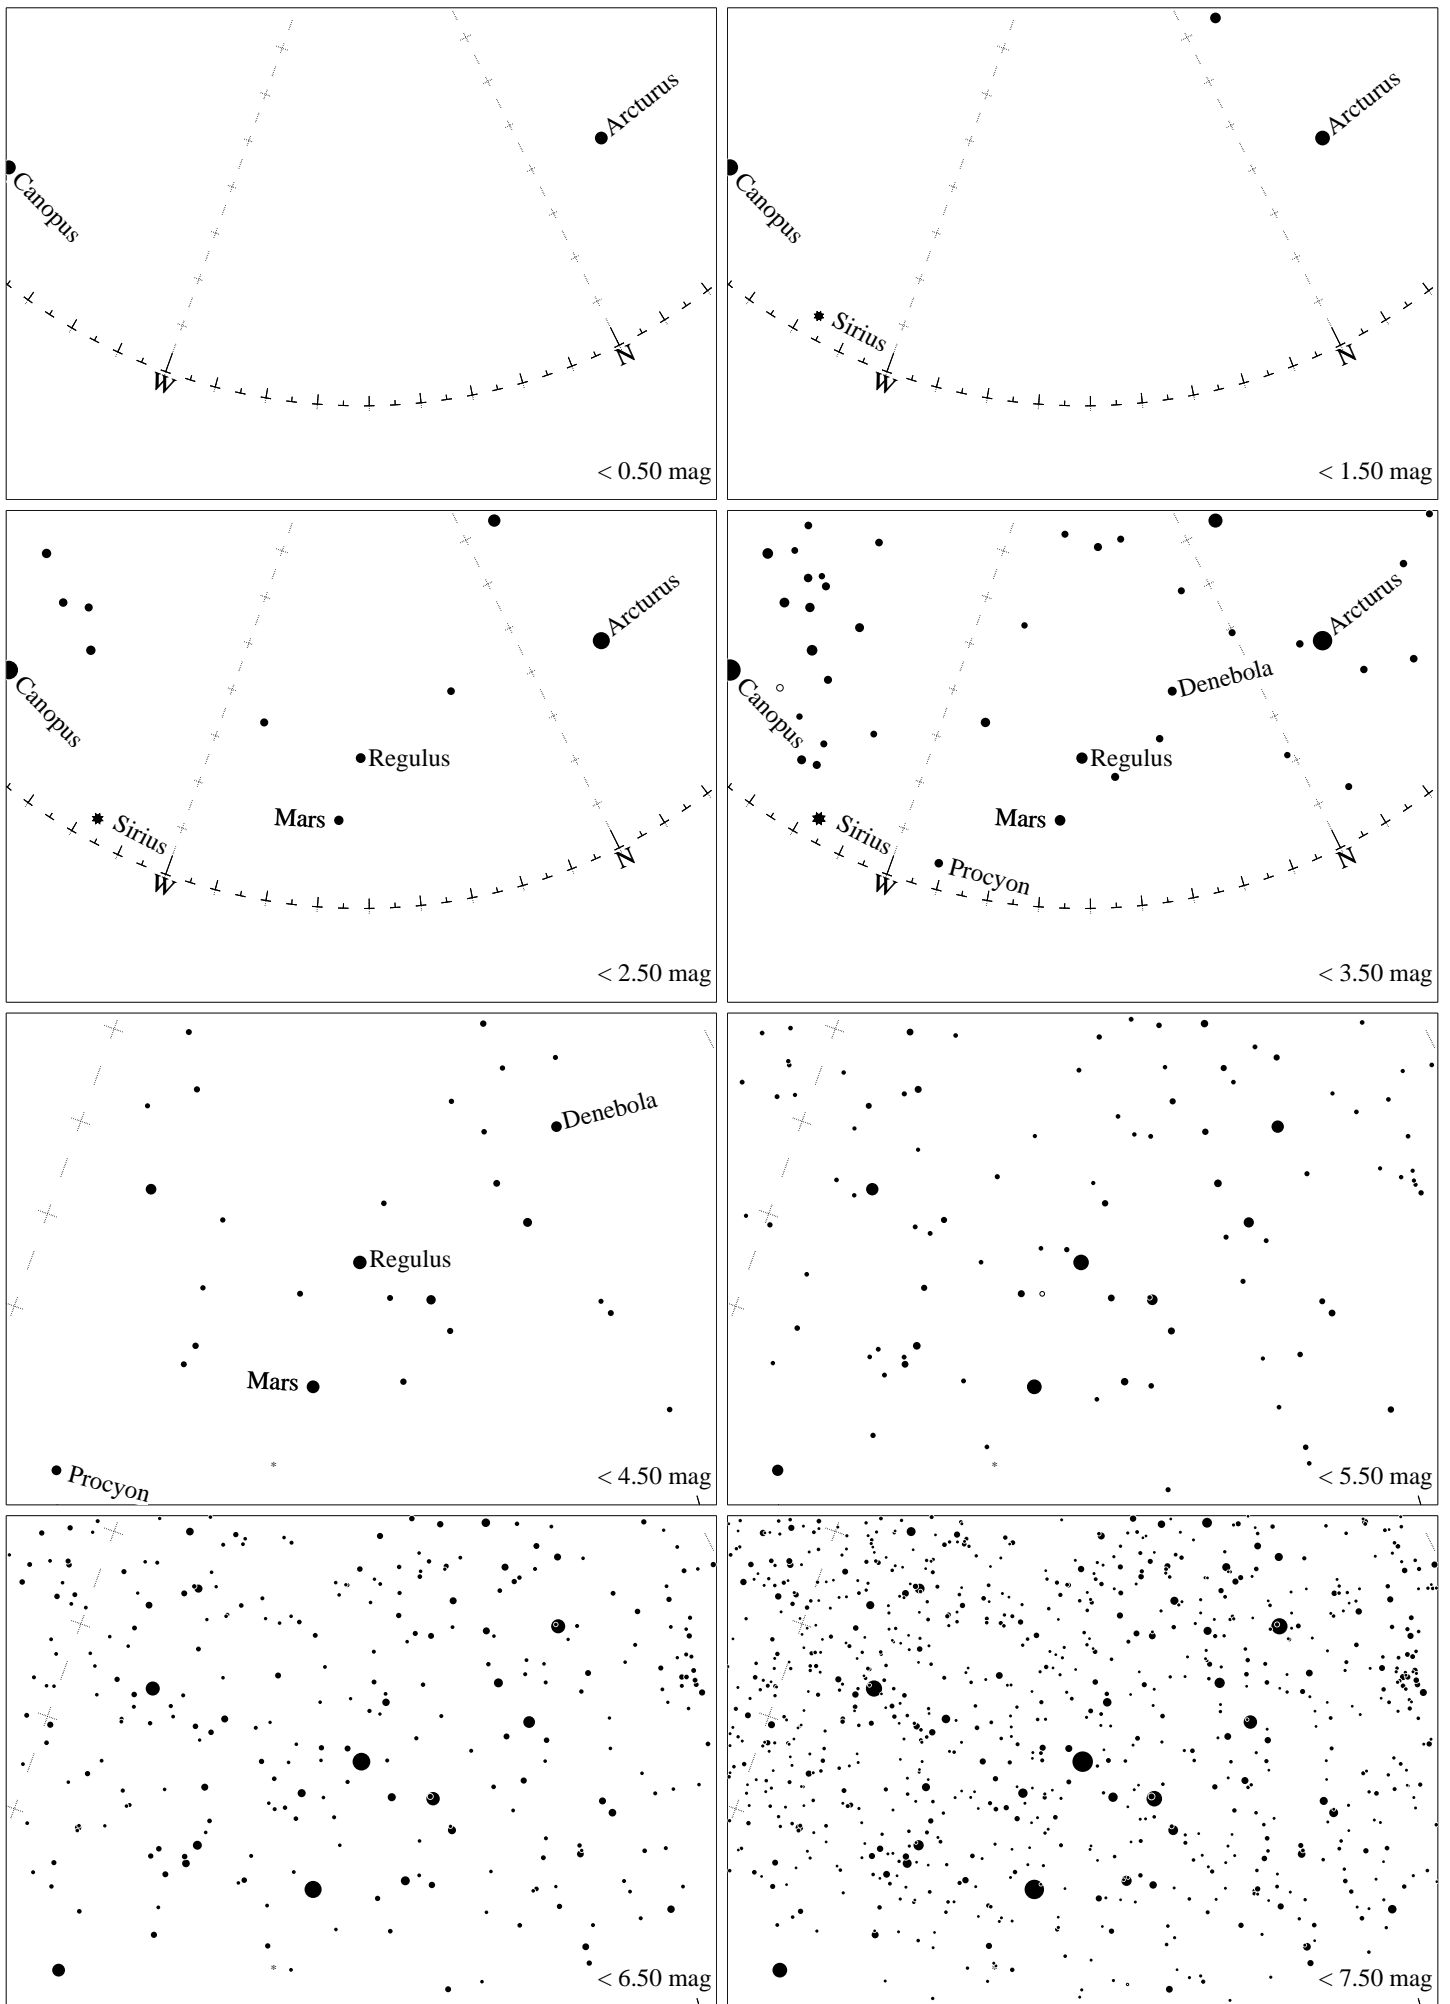 Arcturus
Canopus
W
N
< 0.50 mag
Arcturus
Canopus
Sirius
W
N
< 1.50 mag
Arcturus
Canopus
Regulus
Mars
Sirius
W
N
< 2.50 mag
Arcturus
Denebola
Canopus
Regulus
Mars
Sirius
Procyon
W
N
< 3.50 mag
Denebola
Regulus
Mars
Procyon
< 4.50 mag
< 5.50 mag
< 6.50 mag
< 7.50 mag